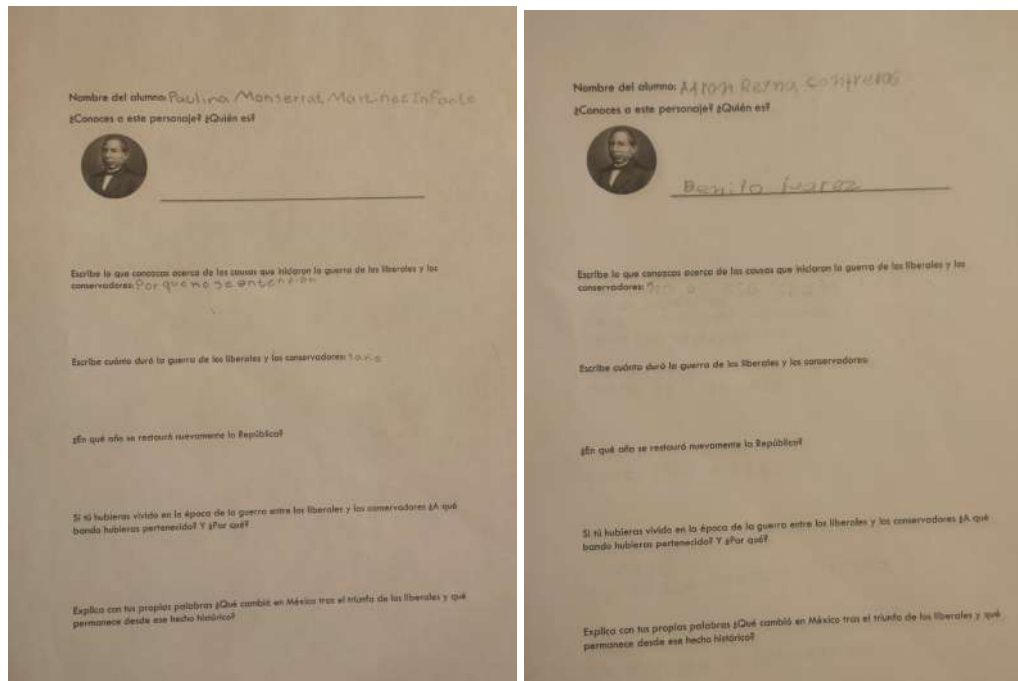 Nombre del alumno: Paulina Monserrat Martinez Infante
¿Conoces a este personaje? ¿Quién es?
Escribe lo que conozcas acerca de las causas que iniciaron la guerra de los liberales y los
conservadores: Por que no se entendian
Escribe cuánto duró la guerra de los liberales y los conservadores: 1 año
¿En qué año se restauró nuevamente la República?
Si tú hubieras vivido en la época de la guerra entre los liberales y los conservadores ¿A qué
bando hubieras pertenecido? Y ¿Por qué?
Explica con tus propias palabras ¿Qué cambió en México tras el triunfo de los liberales y qué
permanece desde ese hecho histórico?
Nombre del alumno: Reyna Contreras
¿Conoces a este personaje? ¿Quién es?
Benito Juarez
Escribe lo que conozcas acerca de las causas que iniciaron la guerra de los liberales y los
conservadores:
Escribe cuánto duró la guerra de los liberales y los conservadores:
¿En qué año se restauró nuevamente la República?
Si tú hubieras vivido en la época de la guerra entre los liberales y los conservadores ¿A qué
bando hubieras pertenecido? Y ¿Por qué?
Explica con tus propias palabras ¿Qué cambió en México tras el triunfo de los liberales y qué
permanece desde ese hecho histórico?